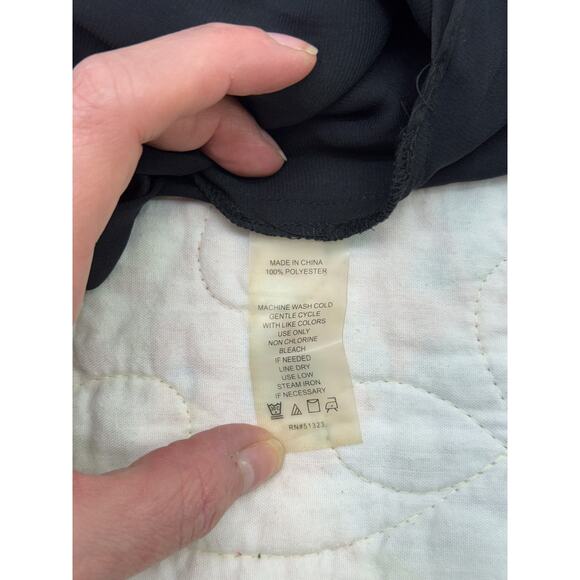 MADE IN CHINA
100% POLYESTER
MACHINE WASH COLD
GENTLE CYCLE
WITH LIKE COLORS
USE ONLY
NON CHLORINE
BLEACH
IF NEEDED
LINE DRY
USE LOW
STEAM IRON
IF NECESSARY
RN#51323